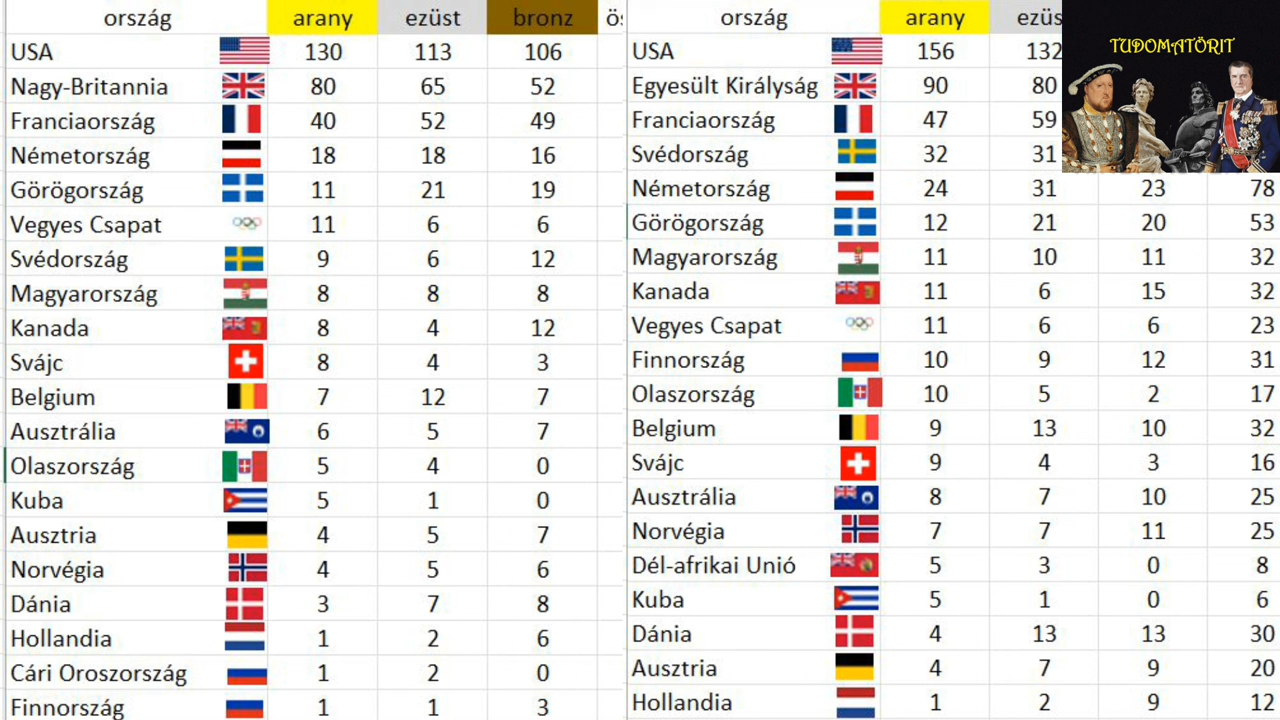 ország arany ezüst bronz ös
USA 130 113 106
Nagy-Britannia 80 65 52
Franciaország 40 52 49
Németország 18 18 16
Görögország 11 21 19
Vegyes Csapat 11 6 6
Svédország 9 6 12
Magyarország 8 8 8
Kanada 8 4 12
Svájc 8 4 3
Belgium 7 12 7
Ausztrália 6 5 7
Olaszország 5 4 0
Kuba 5 1 0
Ausztria 4 5 7
Norvégia 4 5 6
Dánia 3 7 8
Hollandia 1 2 6
Cári Oroszország 1 2 0
Finnország 1 1 3
ország arany ezüs
USA 156 132
Egyesült Királyság 90 80
Franciaország 47 59
Svédország 32 31
Németország 24 31 23 78
Görögország 12 21 20 53
Magyarország 11 10 11 32
Kanada 11 6 15 32
Vegyes Csapat 11 6 6 23
Finnország 10 9 12 31
Olaszország 10 5 2 17
Belgium 9 13 10 32
Svájc 9 4 3 16
Ausztrália 8 7 10 25
Norvégia 7 7 11 25
Dél-afrikai Unió 5 3 0 8
Kuba 5 1 0 6
Dánia 4 13 13 30
Ausztria 4 7 9 20
Hollandia 1 2 9 12
TUDOMATÖRIT